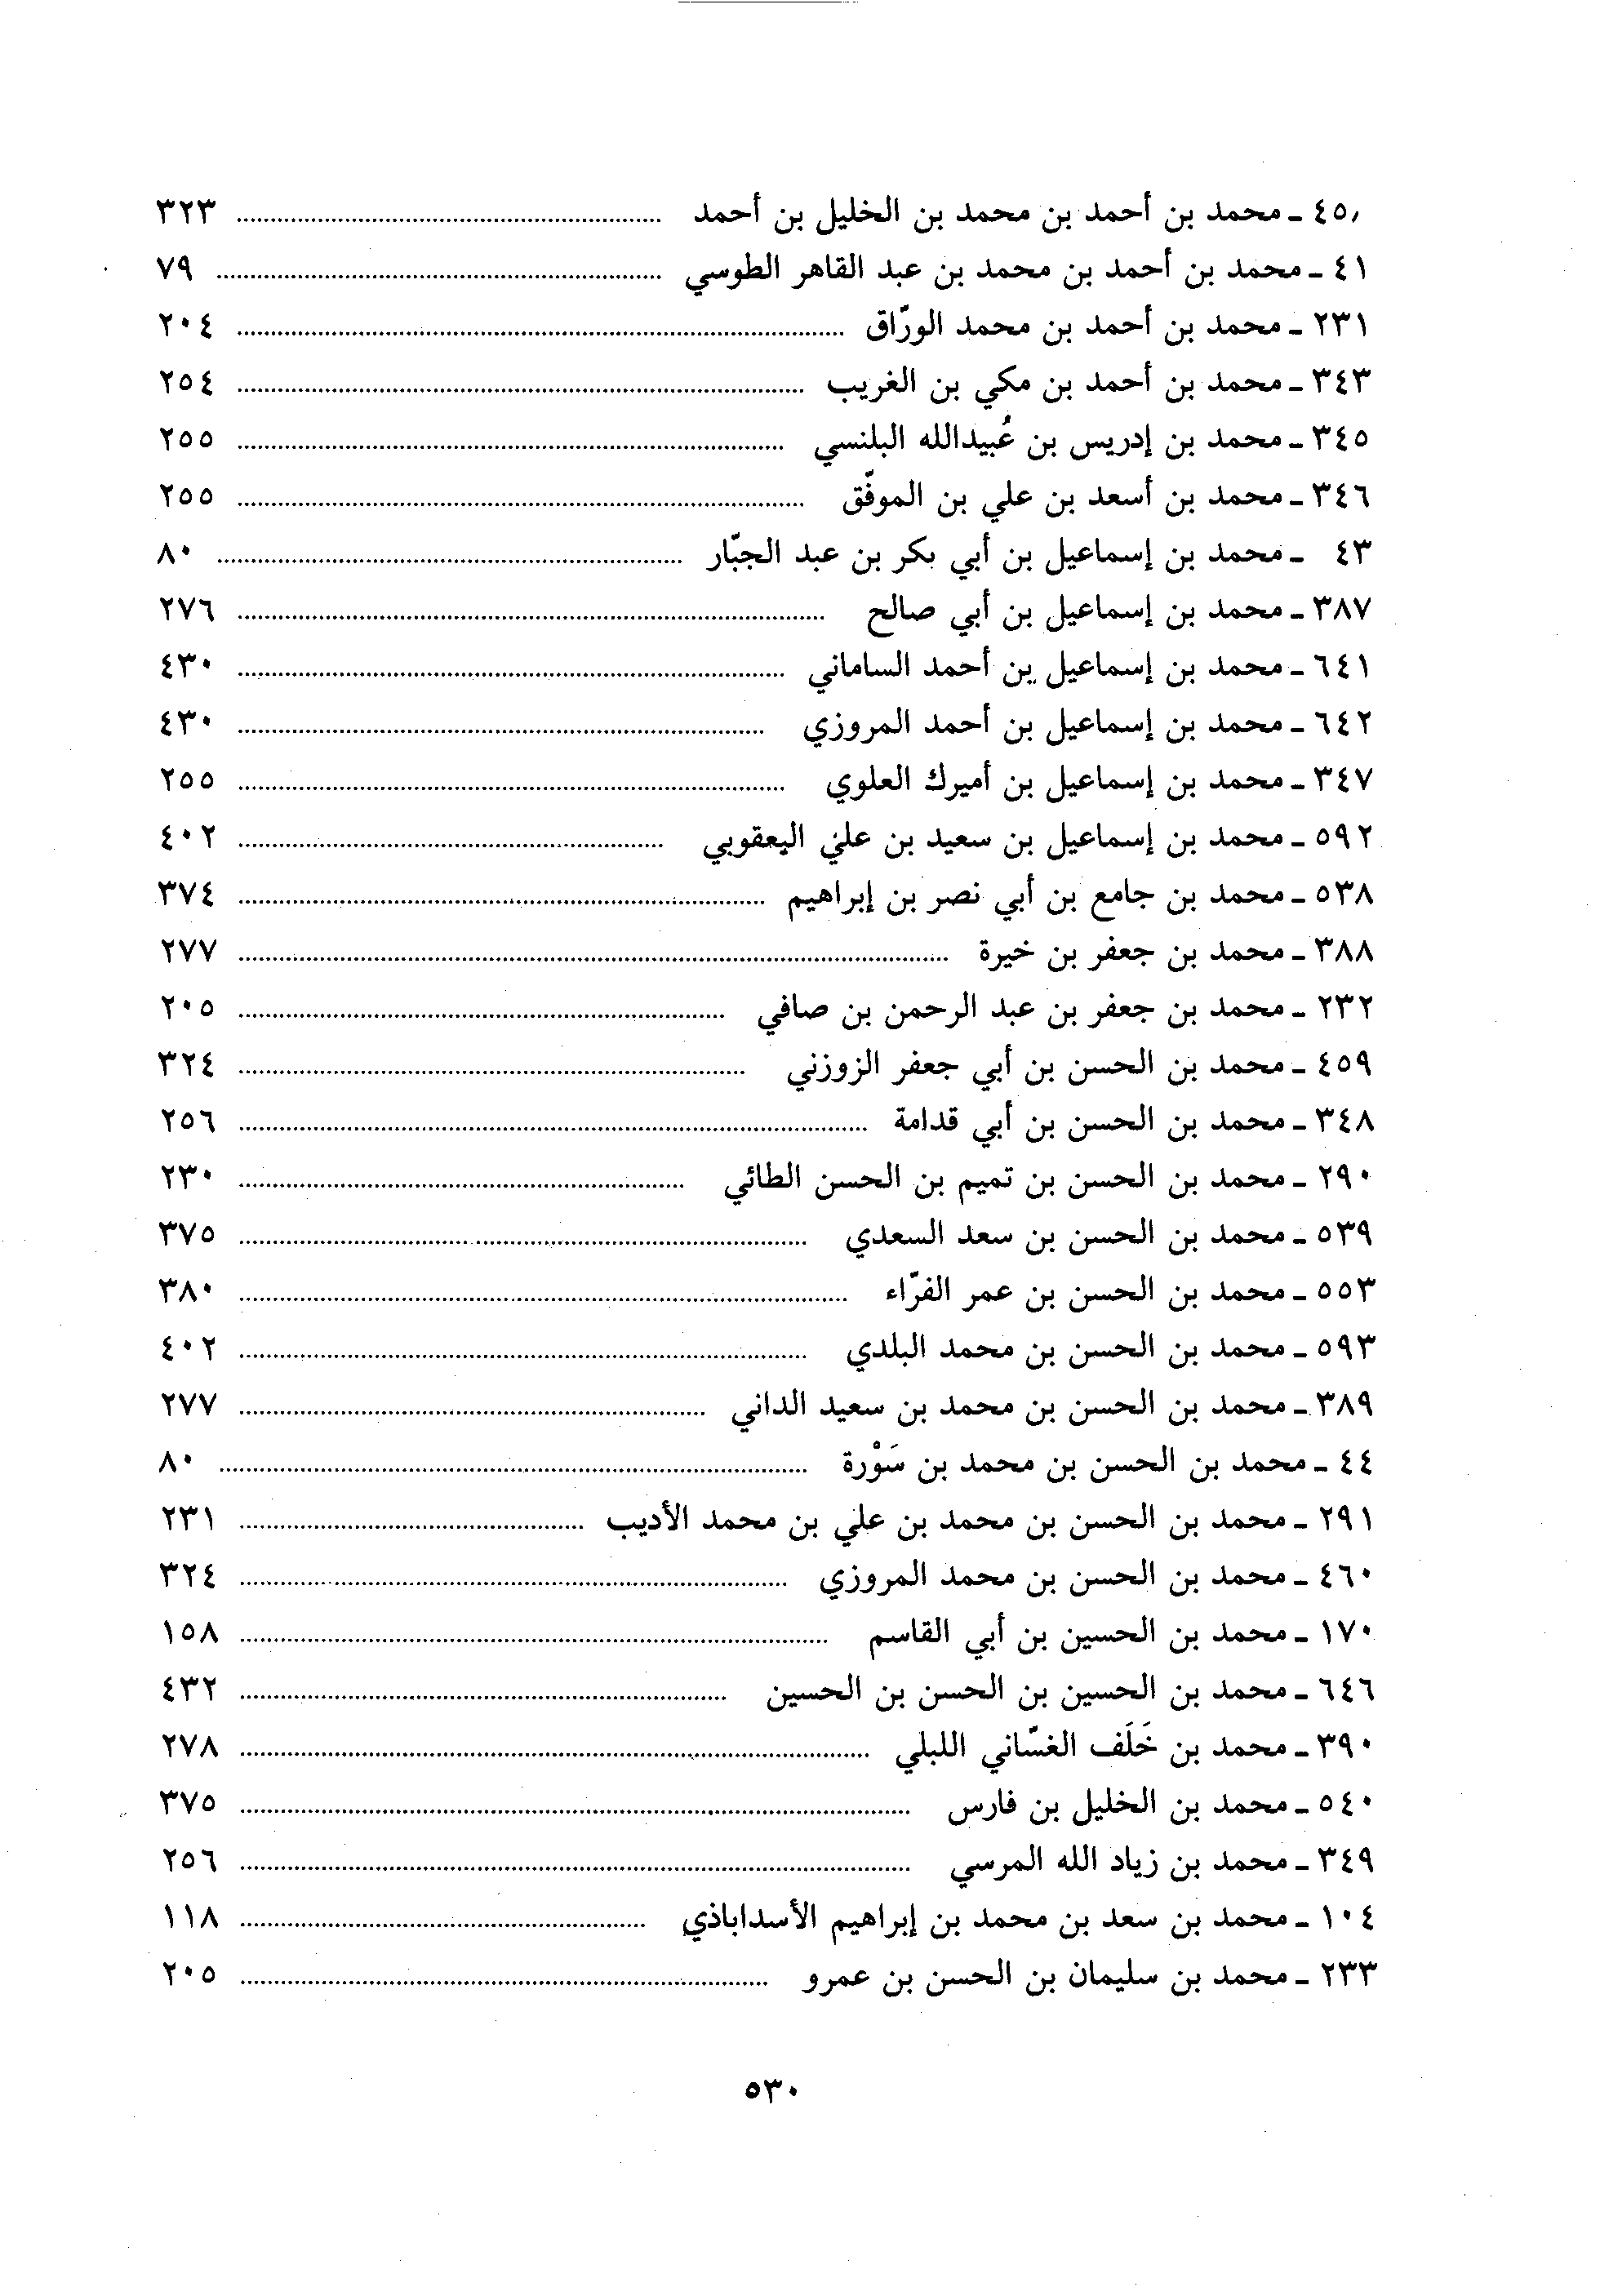 ٤٥ ـ محمد بن أحمد بن محمد بن الخليل بن أحمد ........ ٣٢٣
٤١ ـ محمد بن أحمد بن محمد بن عبد القاهر الطوسي ........ ٧٩
٢٣١ ـ محمد بن أحمد بن محمد الورّاق ........ ٢٠٤
٣٤٣ ـ محمد بن أحمد بن مكي بن الغريب ........ ٢٥٤
٣٤٥ ـ محمد بن إدريس بن عُبيدالله البلنسي ........ ٢٥٥
٣٤٦ ـ محمد بن أسعد بن علي بن الموفّق ........ ٢٥٥
٤٣ ـ محمد بن إسماعيل بن أبي بكر بن عبد الجبّار ........ ٨٠
٣٨٧ ـ محمد بن إسماعيل بن أبي صالح ........ ٢٧٦
٦٤١ ـ محمد بن إسماعيل بن أحمد الساماني ........ ٤٣٠
٦٤٢ ـ محمد بن إسماعيل بن أحمد المروزي ........ ٤٣٠
٣٤٧ ـ محمد بن إسماعيل بن أميرك العلوي ........ ٢٥٥
٥٩٢ ـ محمد بن إسماعيل بن سعيد بن علي اليعقوبي ........ ٤٠٢
٥٣٨ ـ محمد بن جامع بن أبي نصر بن إبراهيم ........ ٣٧٤
٣٨٨ ـ محمد بن جعفر بن خيرة ........ ٢٧٧
٢٣٢ ـ محمد بن جعفر بن عبد الرحمن بن صافي ........ ٢٠٥
٤٥٩ ـ محمد بن الحسن بن أبي جعفر الزوزني ........ ٣٢٤
٣٤٨ ـ محمد بن الحسن بن أبي قدامة ........ ٢٥٦
٢٩٠ ـ محمد بن الحسن بن تميم بن الحسن الطائي ........ ٢٣٠
٥٣٩ ـ محمد بن الحسن بن سعد السعدي ........ ٣٧٥
٥٥٣ ـ محمد بن الحسن بن عمر الفرّاء ........ ٣٨٠
٥٩٣ ـ محمد بن الحسن بن محمد البلدي ........ ٤٠٢
٣٨٩ ـ محمد بن الحسن بن محمد بن سعيد الداني ........ ٢٧٧
٤٤ ـ محمد بن الحسن بن محمد بن سَوْرة ........ ٨٠
٢٩١ ـ محمد بن الحسن بن محمد بن علي بن محمد الأديب ........ ٢٣١
٤٦٠ ـ محمد بن الحسن بن محمد المروزي ........ ٣٢٤
١٧٠ ـ محمد بن الحسين بن أبي القاسم ........ ١٥٨
٦٤٦ ـ محمد بن الحسين بن الحسن بن الحسين ........ ٤٣٢
٣٩٠ ـ محمد بن خَلَف الغسّاني اللبلي ........ ٢٧٨
٥٤٠ ـ محمد بن الخليل بن فارس ........ ٣٧٥
٣٤٩ ـ محمد بن زياد الله المرسي ........ ٢٥٦
١٠٤ ـ محمد بن سعد بن محمد بن إبراهيم الأسداباذي ........ ١١٨
٢٣٣ ـ محمد بن سليمان بن الحسن بن عمرو ........ ٢٠٥
٥٣٠